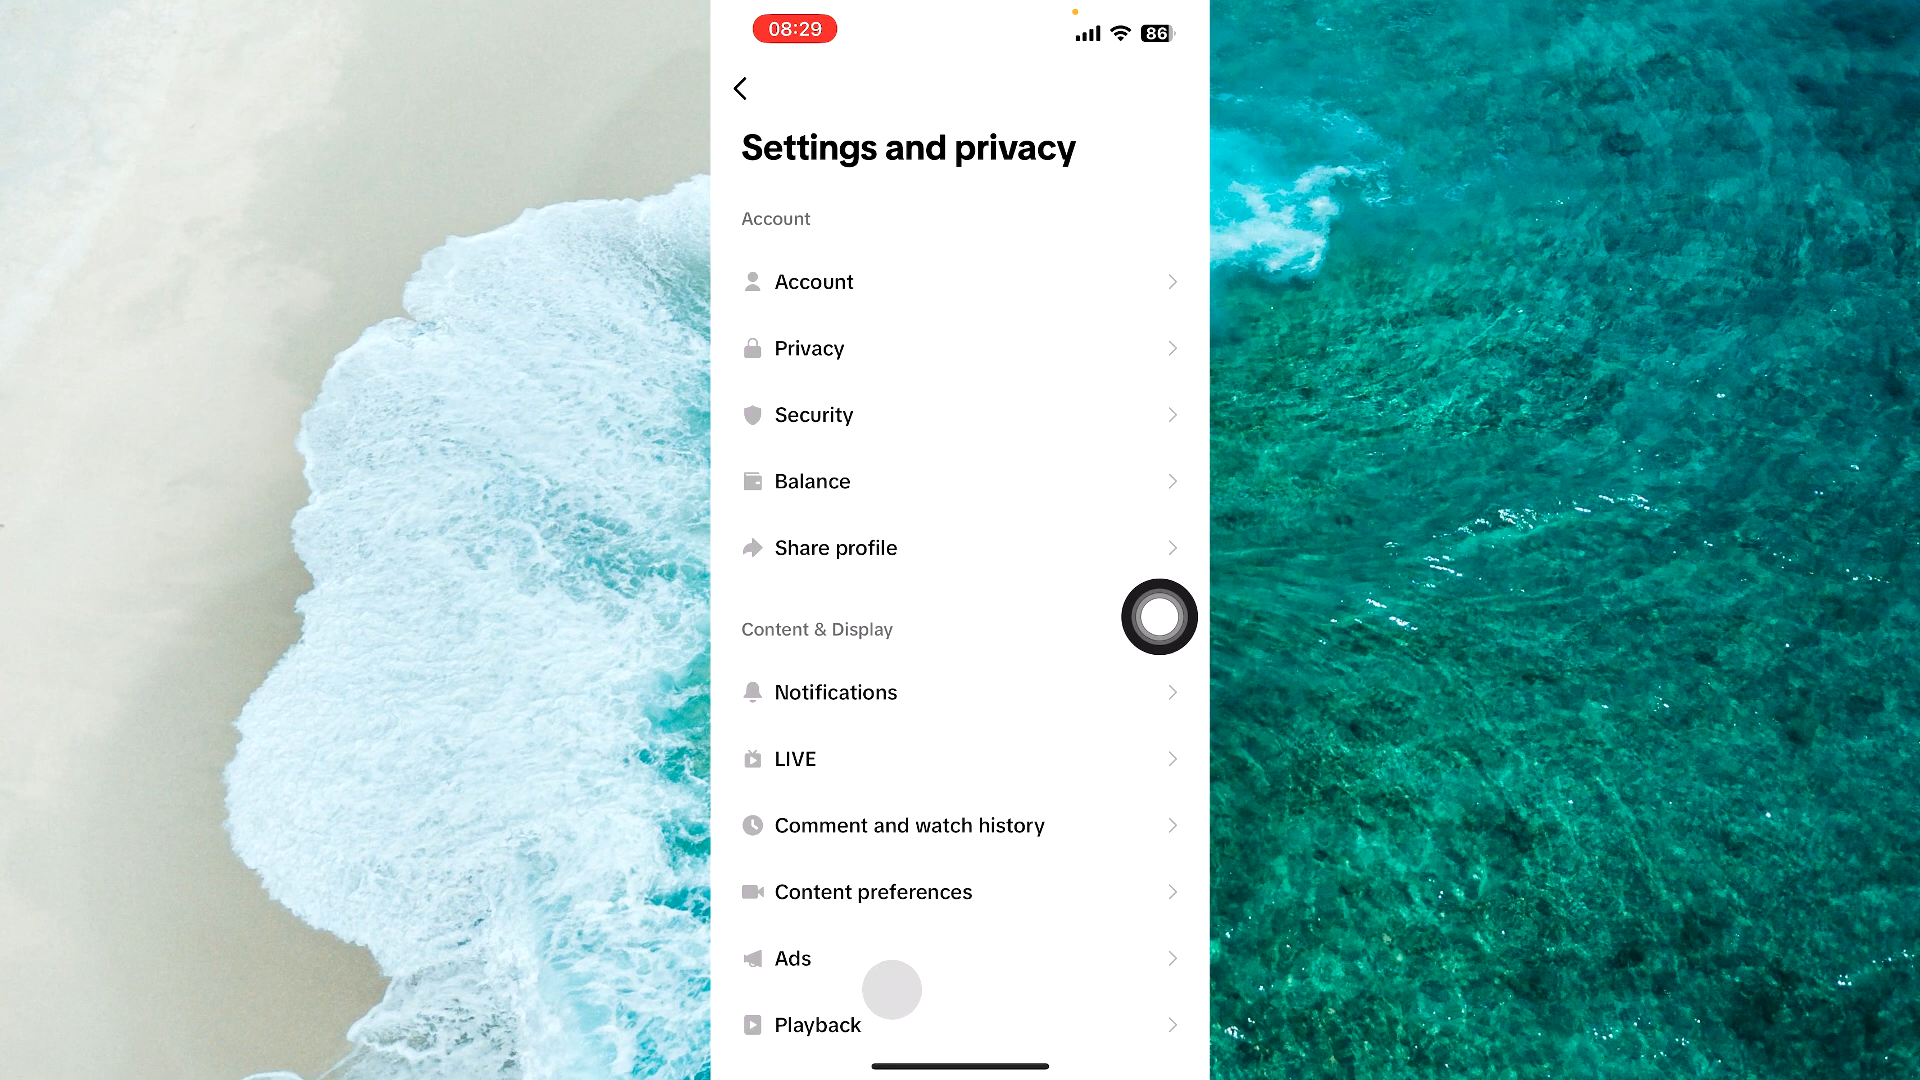 08:29
86
Settings and privacy
Account
Account
Privacy
Security
Balance
Share profile
Content & Display
Notifications
LIVE
Comment and watch history
Content preferences
Ads
Playback